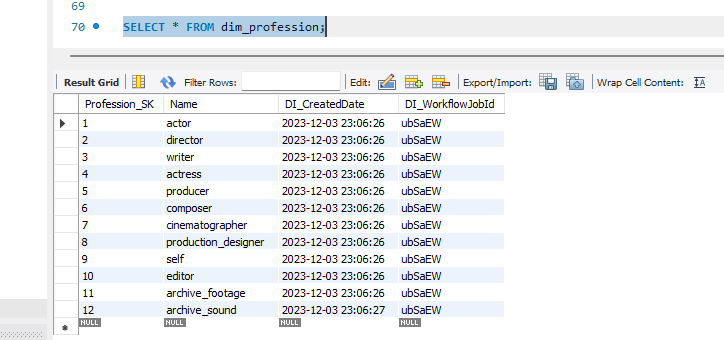 69
70 SELECT * FROM dim_profession;
Result Grid Filter Rows: Edit: Export/Import: Wrap Cell Content: IA
Profession_SK Name DI_CreatedDate DI_WorkflowJobId
1 actor 2023-12-03 23:06:26 ubSaEW
2 director 2023-12-03 23:06:26 ubSaEW
3 writer 2023-12-03 23:06:26 ubSaEW
4 actress 2023-12-03 23:06:26 ubSaEW
5 producer 2023-12-03 23:06:26 ubSaEW
6 composer 2023-12-03 23:06:26 ubSaEW
7 cinematographer 2023-12-03 23:06:26 ubSaEW
8 production_designer 2023-12-03 23:06:26 ubSaEW
9 self 2023-12-03 23:06:26 ubSaEW
10 editor 2023-12-03 23:06:26 ubSaEW
11 archive_footage 2023-12-03 23:06:26 ubSaEW
12 archive_sound 2023-12-03 23:06:27 ubSaEW
NULL NULL NULL NULL